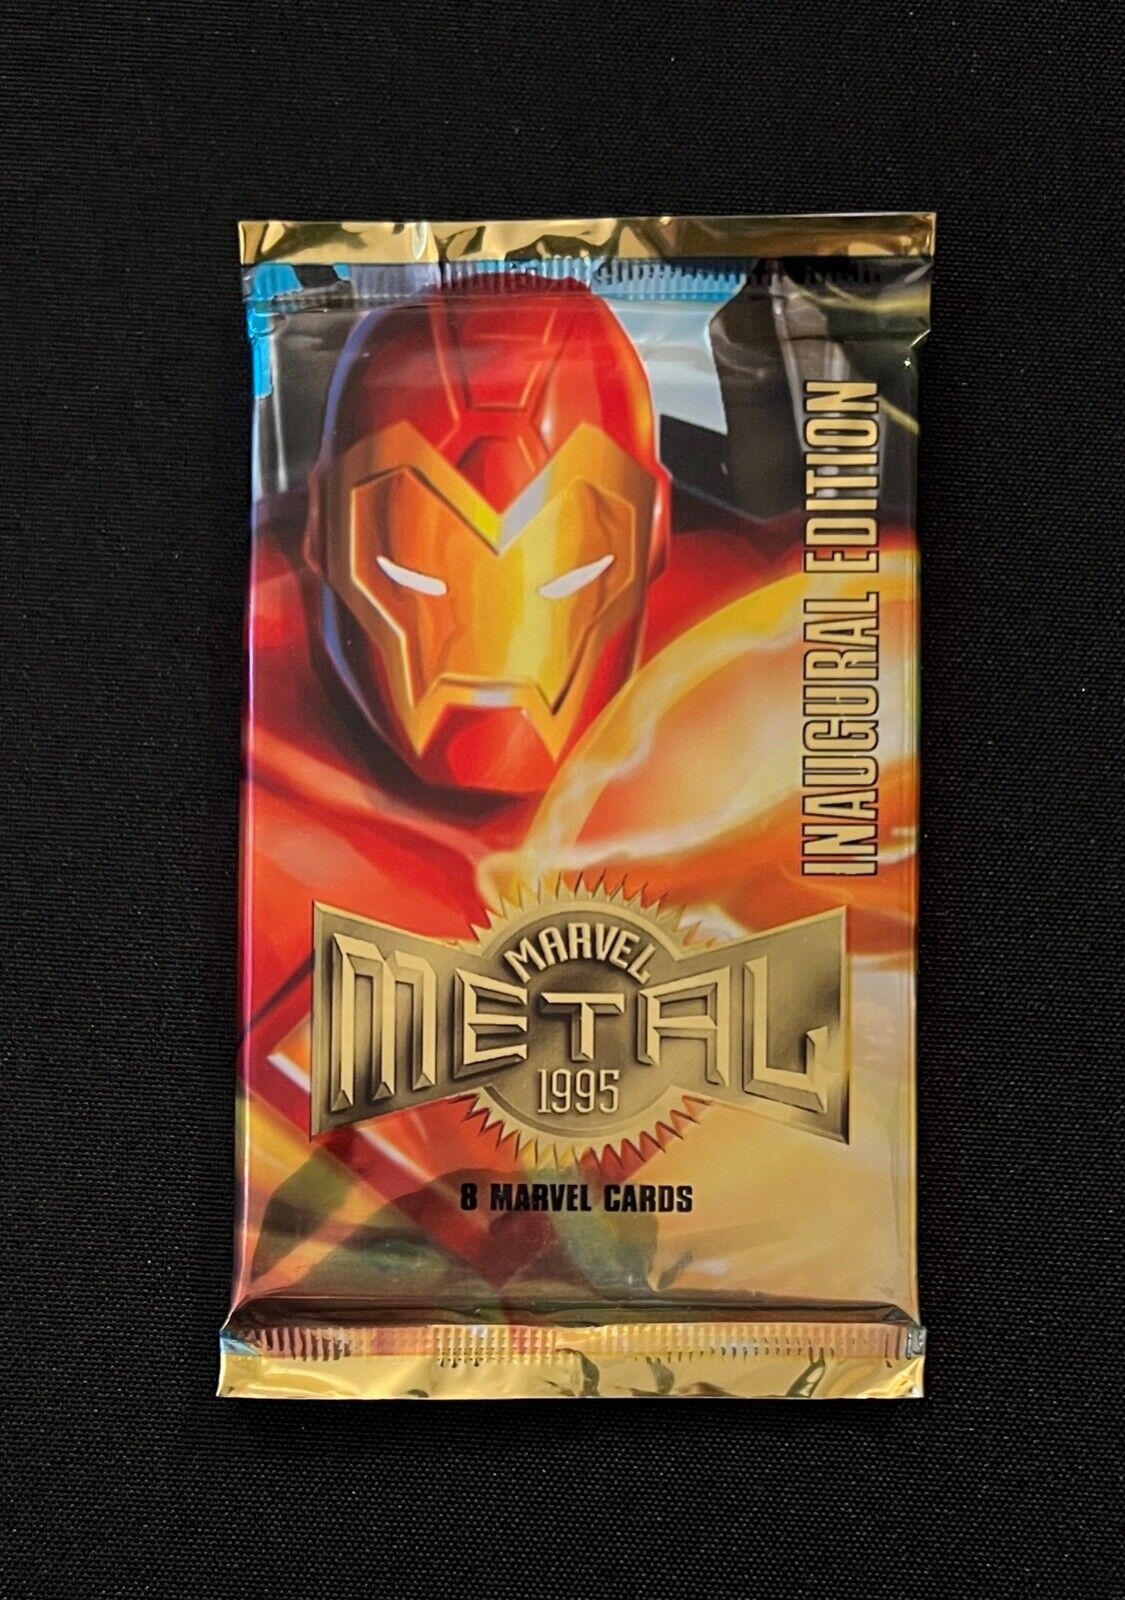 INAUGURAL EDITION
MARVEL
METAL
1995
8 MARVEL CARDS